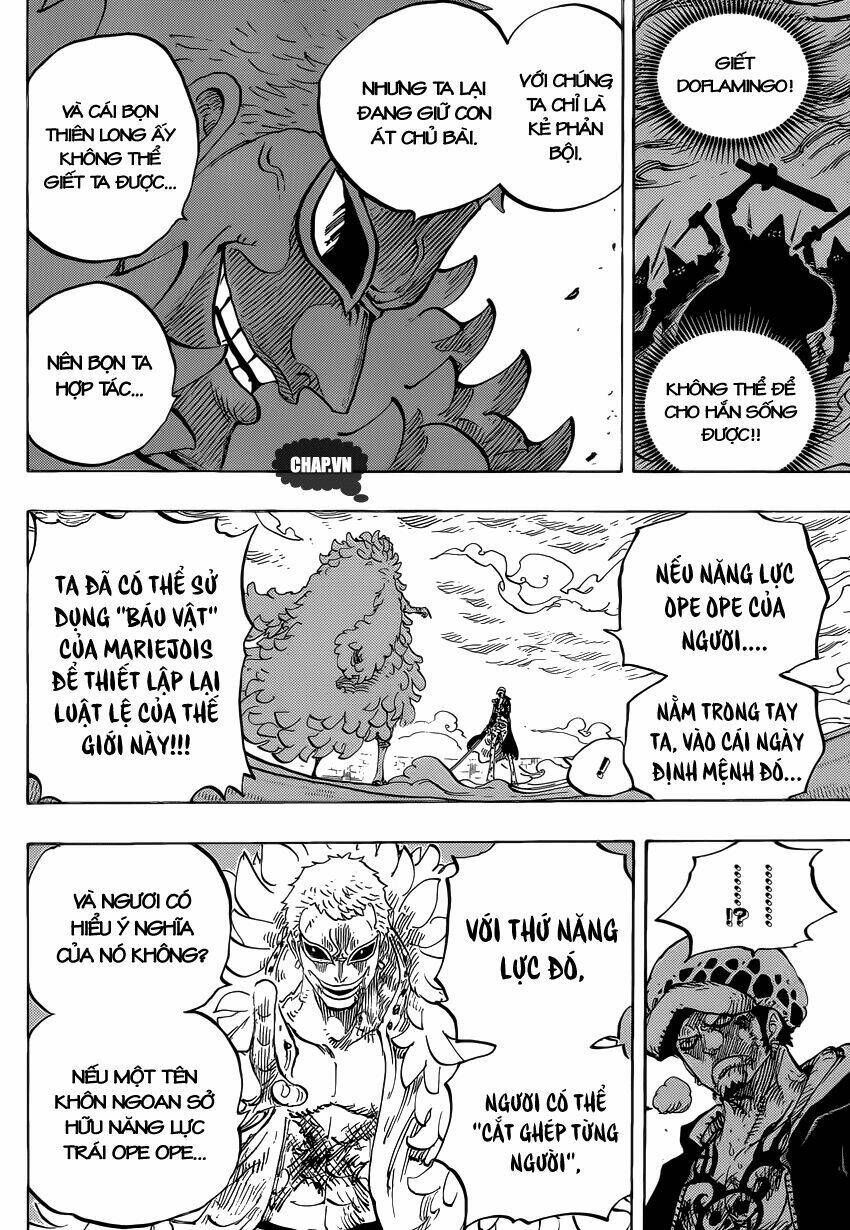 GIẾT
DOFLAMINGO!
KHÔNG THỂ ĐỂ
CHO HẮN SỐNG
ĐƯỢC!!
VỚI CHÚNG,
TA CHỈ LÀ
KẺ PHẢN
BỘI.
NHƯNG TA LẠI
ĐANG GIỮ CON
ÁT CHỦ BÀI.
VÀ CÁI BỌN
THIÊN LONG ẤY
KHÔNG THỂ
GIẾT TA ĐƯỢC...
NÊN BỌN TA
HỢP TÁC...
CHAP.VN
NẾU NĂNG LỰC
OPE OPE CỦA
NGƯƠI....
NẰM TRONG TAY
TA, VÀO CÁI NGÀY
ĐỊNH MỆNH ĐÓ...
!
TA ĐÃ CÓ THỂ SỬ
DỤNG "BÁU VẬT"
CỦA MARIEJOIS
ĐỂ THIẾT LẬP LẠI
LUẬT LỆ CỦA THẾ
GIỚI NÀY!!!
!?
VỚI THỨ NĂNG
LỰC ĐÓ,
NGƯƠI CÓ THỂ
"CẮT GHÉP TỪNG
NGƯỜI",
VÀ NGƯƠI CÓ
HIỂU Ý NGHĨA
CỦA NÓ KHÔNG?
NẾU MỘT TÊN
KHÔN NGOAN SỞ
HỮU NĂNG LỰC
TRÁI OPE OPE...